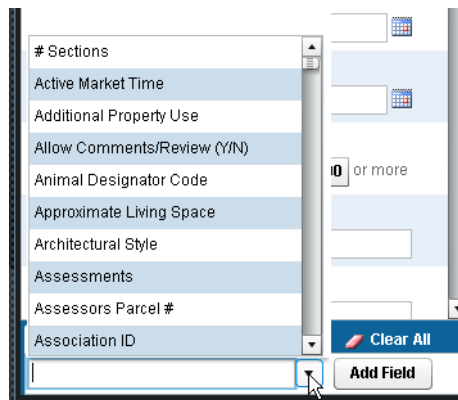 # Sections
Active Market Time
Additional Property Use
Allow Comments/Review (Y/N)
Animal Designator Code
or more
Approximate Living Space
Architectural Style
Assessments
Assessors Parcel #
Association ID
Clear All
Add Field